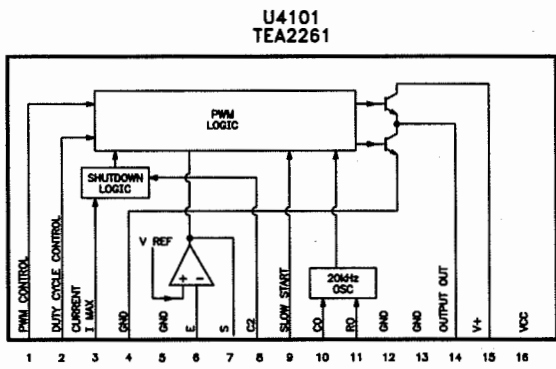 U4101
TEA2261
PWM
LOGIC
SHUTDOWN
LOGIC
V REF
+ -
20kHz
OSC
PWM CONTROL
DUTY CYCLE CONTROL
CURRENT
I MAX
GND
GND
E
S
C2
SLOW START
CO
RO
GND
GND
OUTPUT OUT
V+
VCC
1 2 3 4 5 6 7 8 9 10 11 12 13 14 15 16